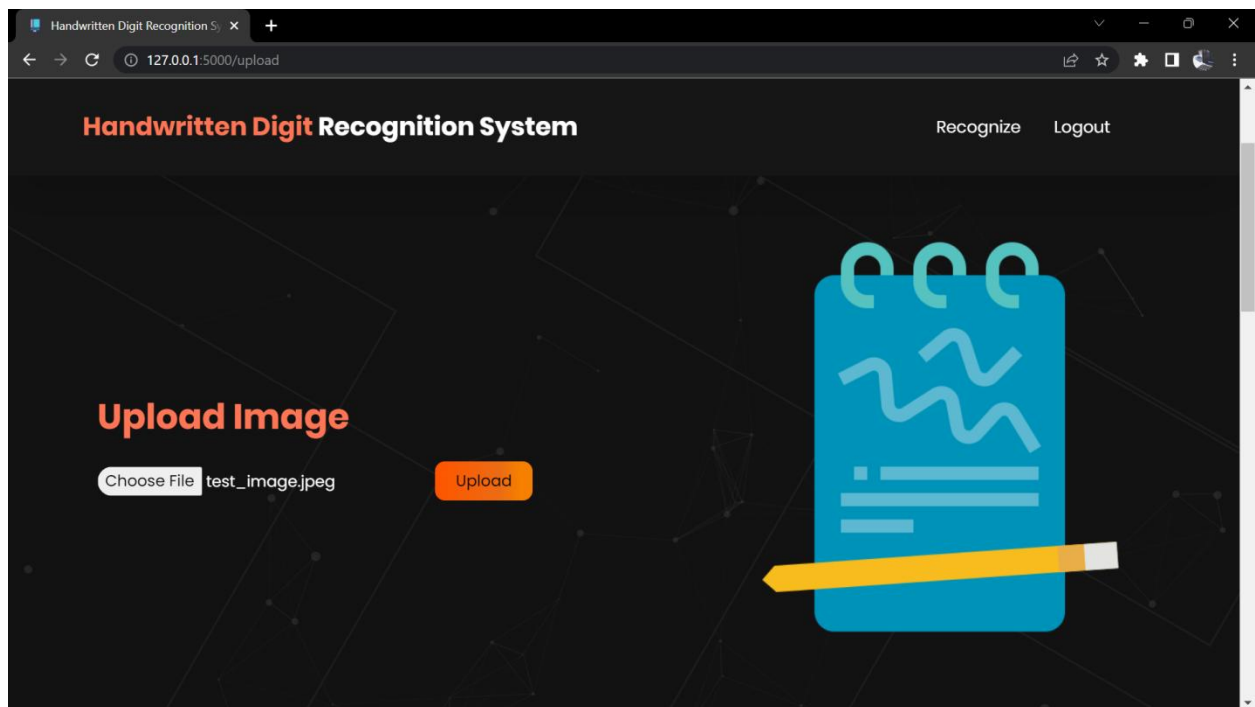 Handwritten Digit Recognition Sy
127.0.0.1:5000/upload
Handwritten Digit Recognition System
Recognize Logout
Upload Image
Choose File test_image.jpeg Upload